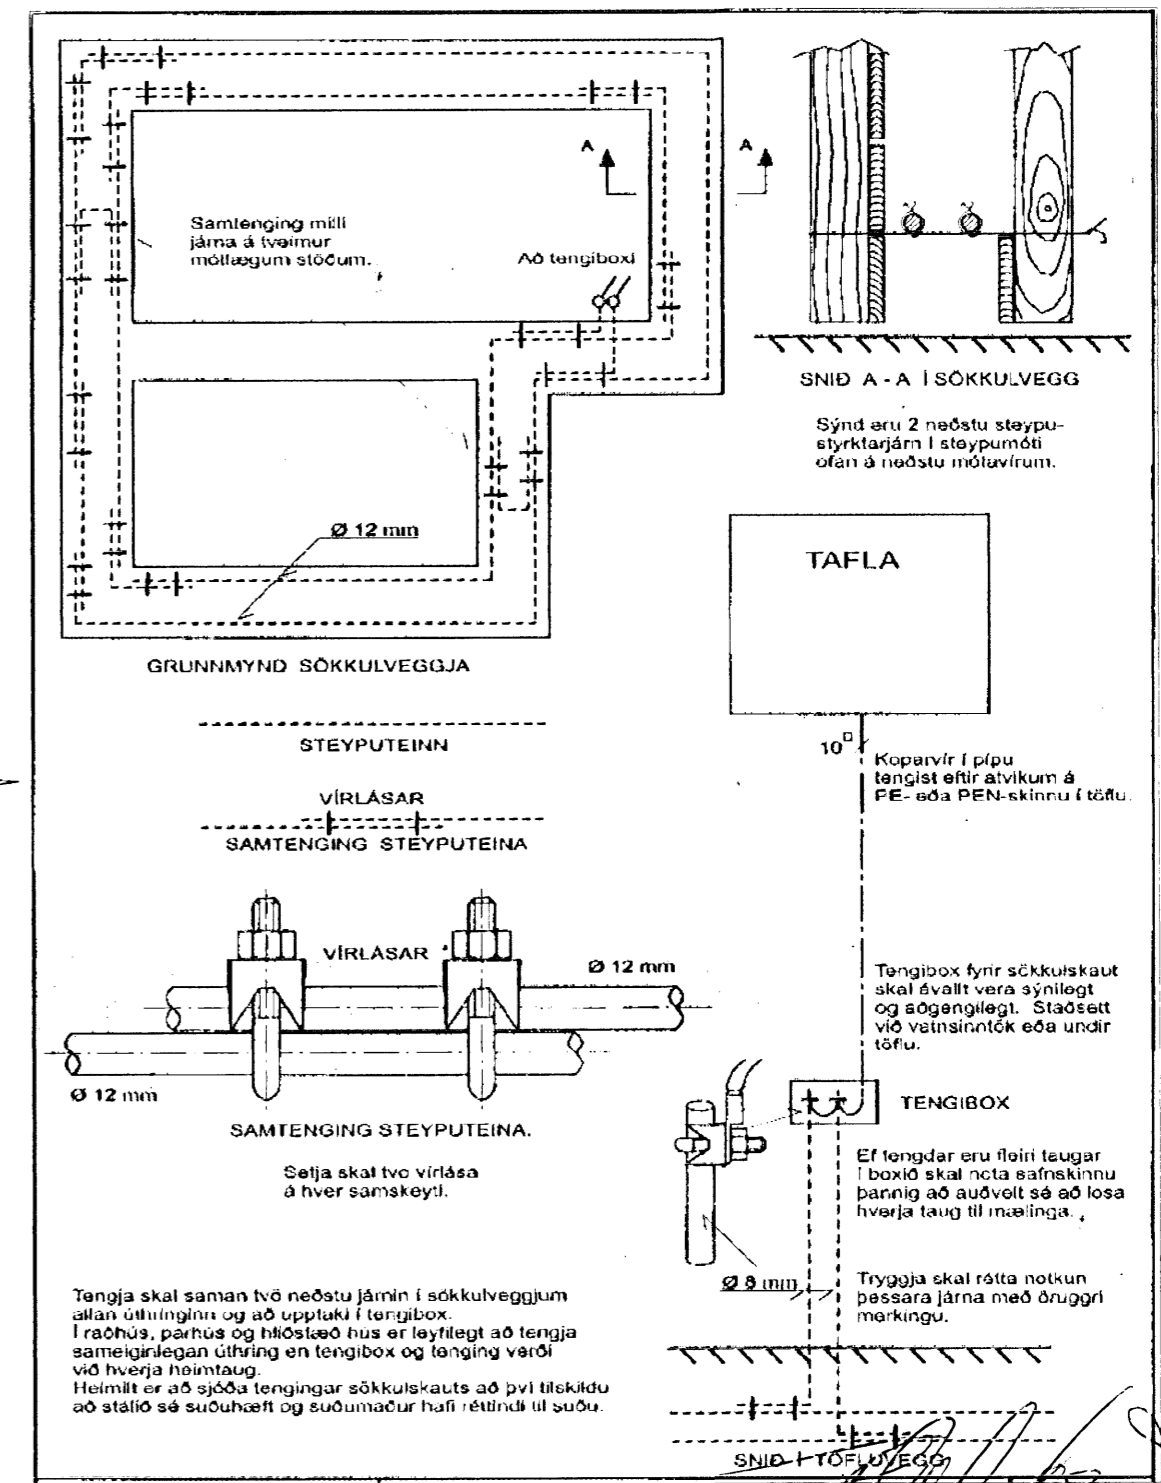 Samtenging milli
járna á tveimur
mótlægum stöðum.
Að tengiboxi
A
A
Ø 12 mm
GRUNNMYND SÖKKULVEGGJA
SNIÐ A - A Í SÖKKULVEGG
Sýnd eru 2 neðstu steypu-
styrktarjárn í steypumóti
ofan á neðstu mótavírum.
STEYPUTEINN
VÍRLÁSAR
SAMTENGING STEYPUTEINA
VÍRLÁSAR
Ø 12 mm
Ø 12 mm
SAMTENGING STEYPUTEINA.
Setja skal tvo vírlása
á hver samskeyti.
TAFLA
10□
Koparvír í pípu
tengist eftir atvikum á
PE- eða PEN-skinnu í töflu.
Tengibox fyrir sökkulskaut
skal ávallt vera sýnilegt
og aðgengilegt. Staðsett
við vatnsinntök eða undir
töflu.
TENGIBOX
Ef tengdar eru fleiri taugar
í boxið skal nota safnskinnu
þannig að auðvelt sé að losa
hverja taug til mælinga.
Ø 8 mm
Tryggja skal rétta notkun
þessara járna með öruggri
merkingu.
SNIÐ Í TÖFLUVEGG
Tengja skal saman tvö neðstu járnin í sökkulveggjum
allan úthringinn og að upptaki í tengibox.
Í raðhús, parhús og hliðstæð hús er leyfilegt að tengja
sameiginlegan úthring en tengibox og tenging verði
við hverja heimtaug.
Heimilt er að sjóða tengingar sökkulskauts að því tilskildu
að stálið sé suðuhæft og suðumaður hafi réttindi til suðu.